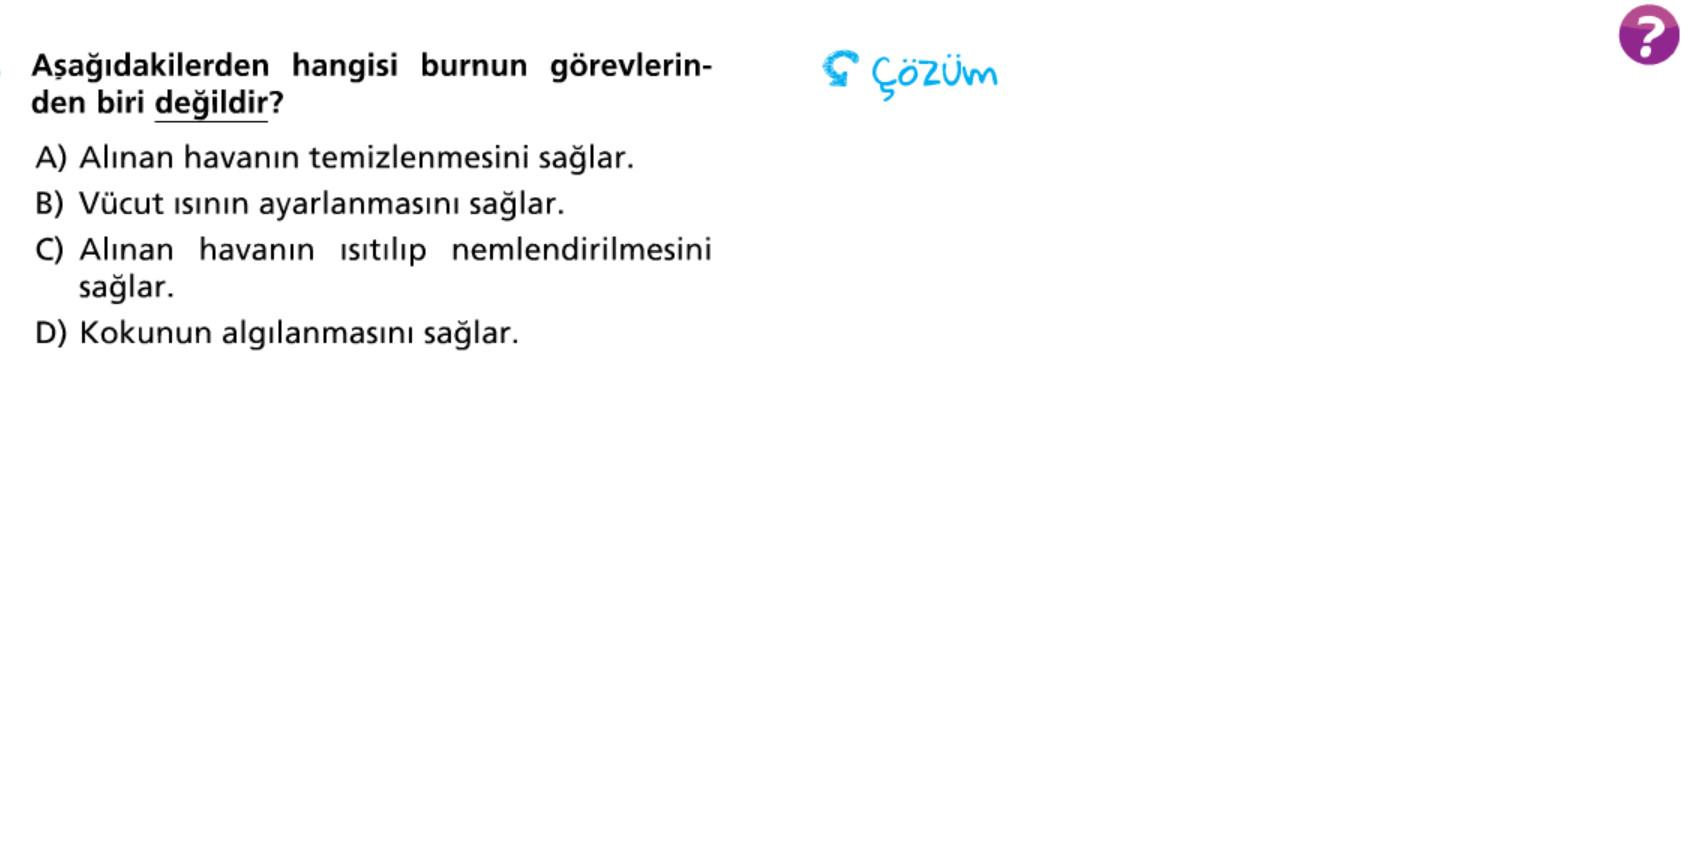 Aşağıdakilerden hangisi burnun görevlerin-
den biri değildir?
A) Alınan havanın temizlenmesini sağlar.
B) Vücut ısının ayarlanmasını sağlar.
C) Alınan havanın ısıtılıp nemlendirilmesini
sağlar.
D) Kokunun algılanmasını sağlar.
Çözüm
?